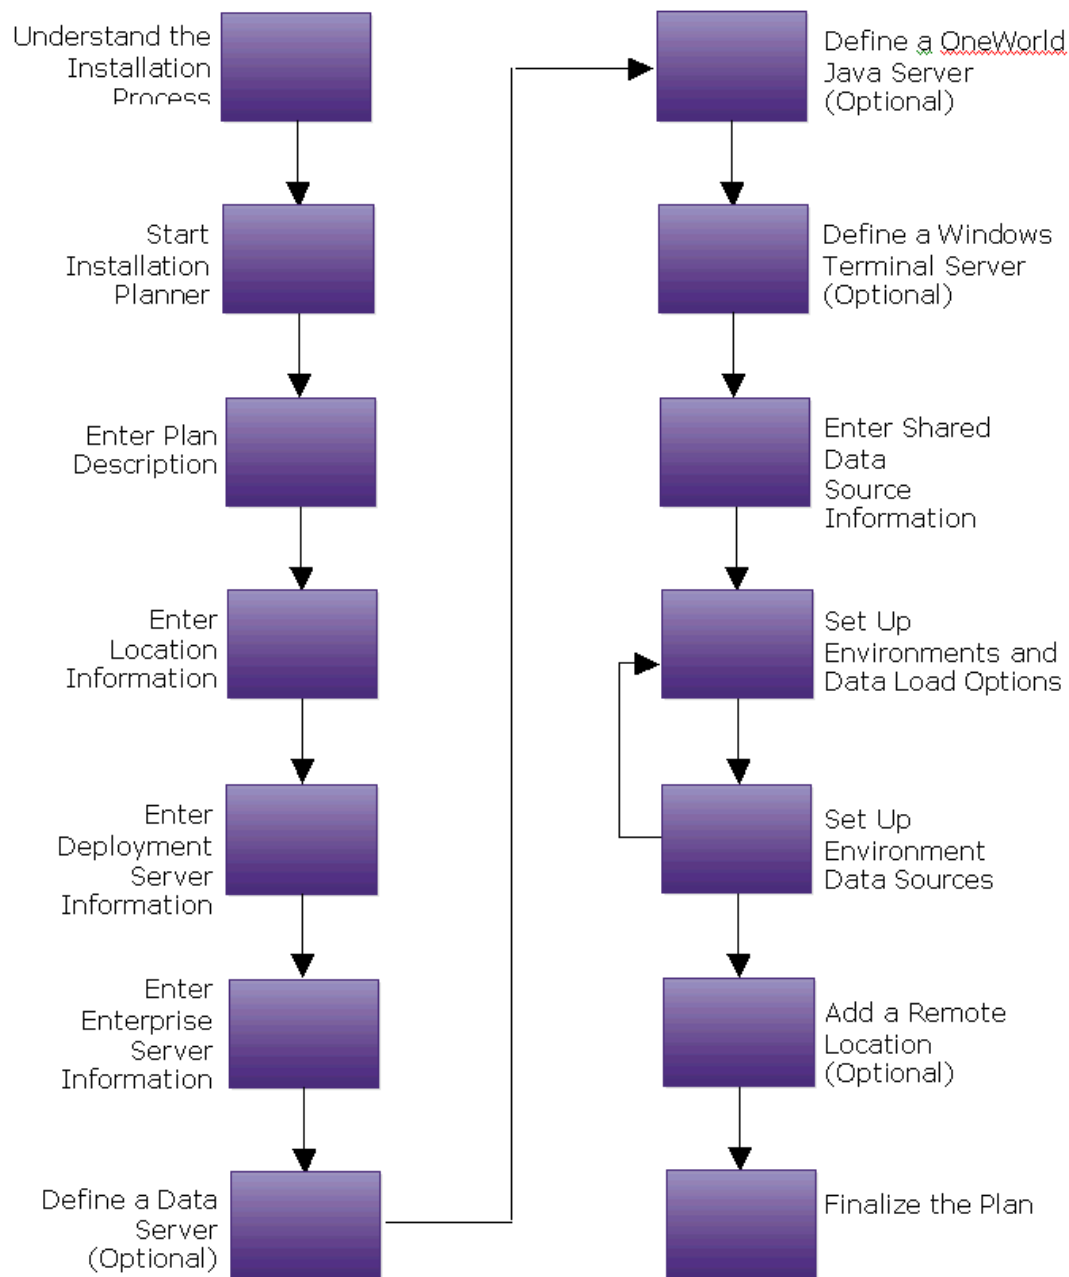 Understand the
Installation
Process
Start
Installation
Planner
Enter Plan
Description
Enter
Location
Information
Enter
Deployment
Server
Information
Enter
Enterprise
Server
Information
Define a Data
Server
(Optional)
Define a OneWorld
Java Server
(Optional)
Define a Windows
Terminal Server
(Optional)
Enter Shared
Data
Source
Information
Set Up
Environments and
Data Load Options
Set Up
Environment
Data Sources
Add a Remote
Location
(Optional)
Finalize the Plan